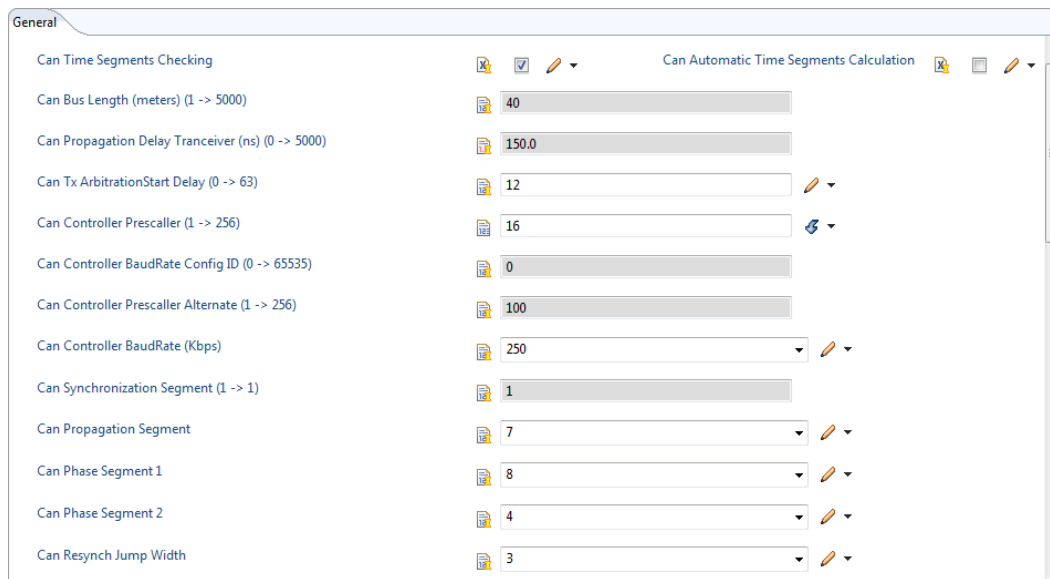 General
Can Time Segments Checking
Can Automatic Time Segments Calculation
Can Bus Length (meters) (1 -> 5000)
40
Can Propagation Delay Tranceiver (ns) (0 -> 5000)
150.0
Can Tx ArbitrationStart Delay (0 -> 63)
12
Can Controller Prescaller (1 -> 256)
16
Can Controller BaudRate Config ID (0 -> 65535)
0
Can Controller Prescaller Alternate (1 -> 256)
100
Can Controller BaudRate (Kbps)
250
Can Synchronization Segment (1 -> 1)
1
Can Propagation Segment
7
Can Phase Segment 1
8
Can Phase Segment 2
4
Can Resynch Jump Width
3